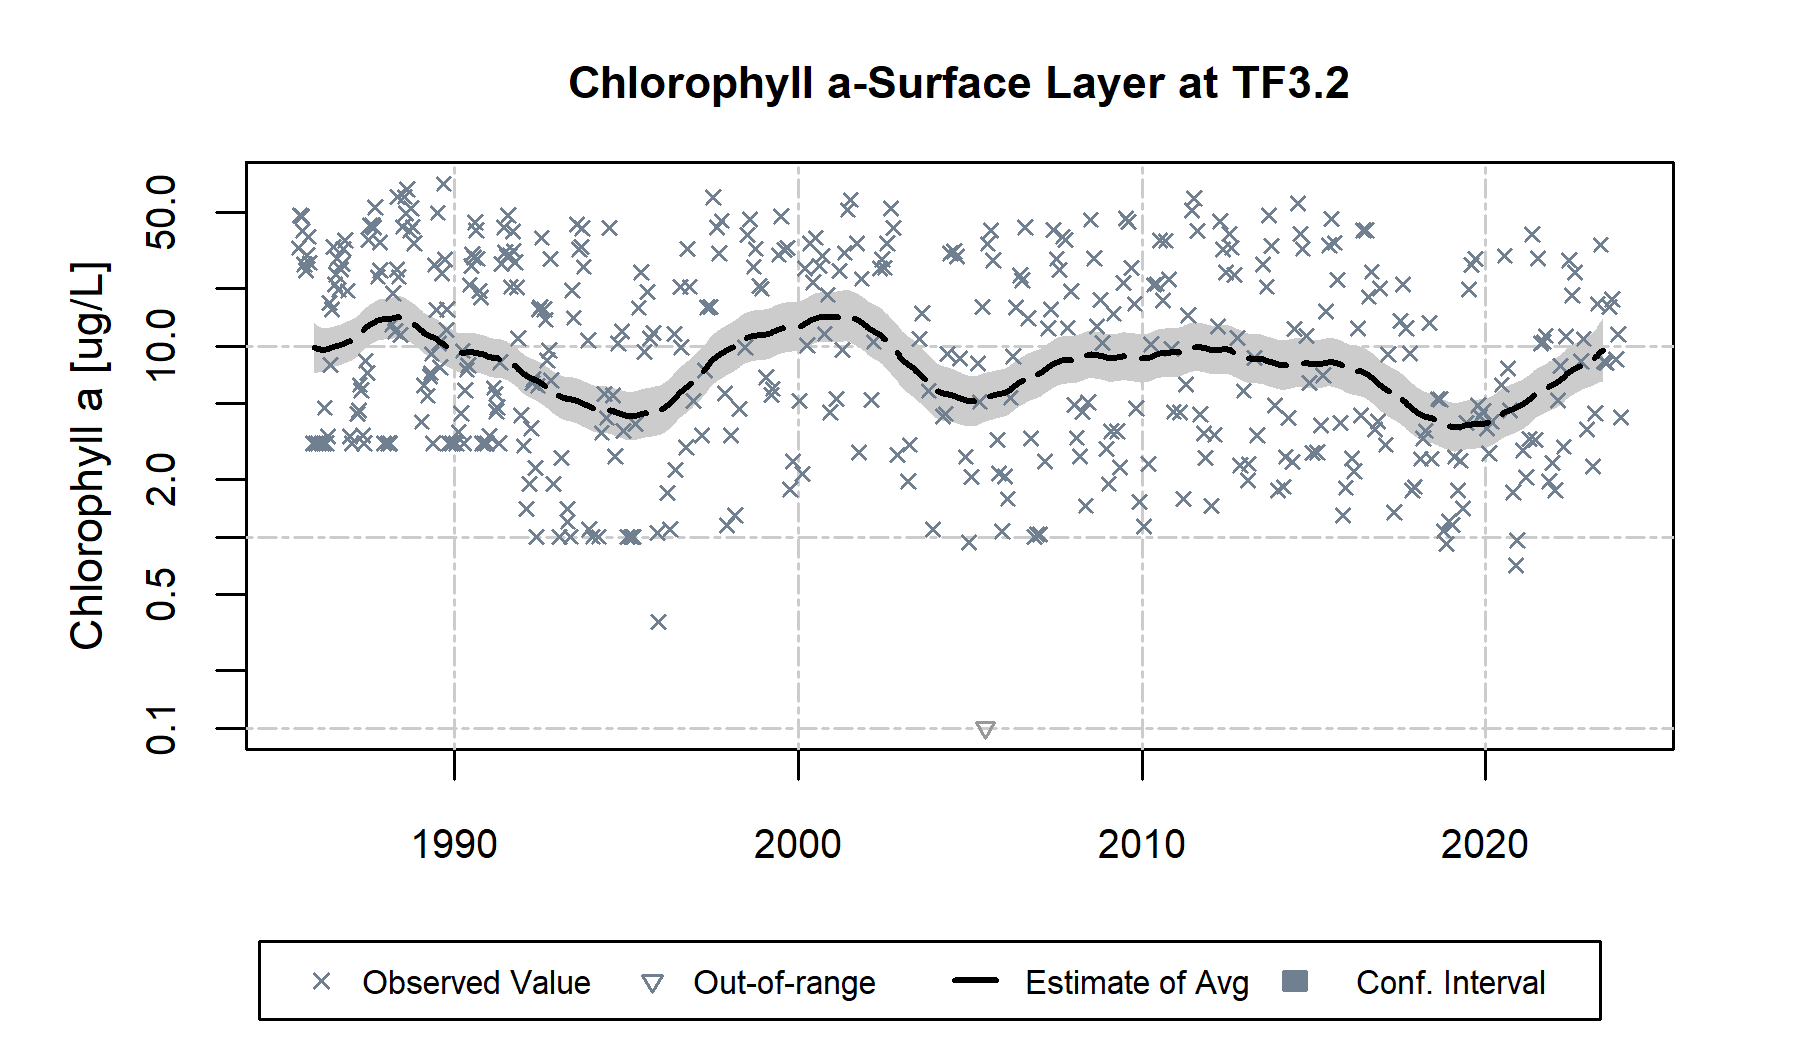 Chlorophyll a-Surface Layer at TF3.2
Chlorophyll a [ug/L]
50.0
10.0
2.0
0.5
0.1
1990 2000 2010 2020
Observed Value Out-of-range Estimate of Avg Conf. Interval